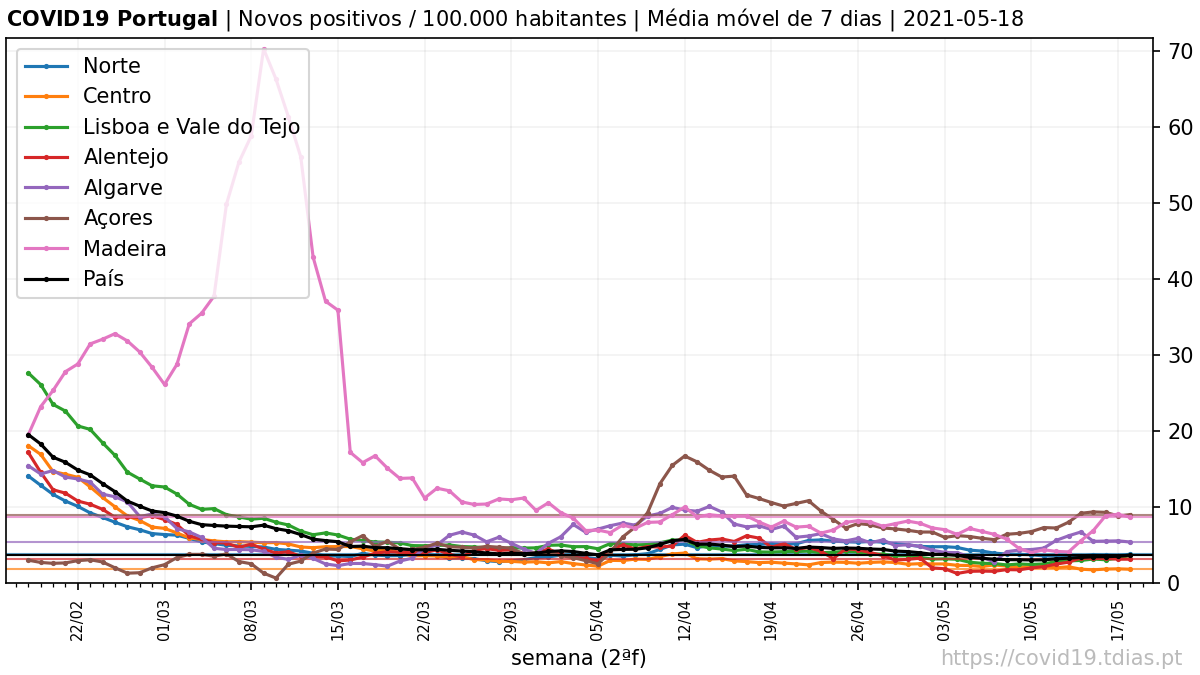 COVID19 Portugal | Novos positivos / 100.000 habitantes | Média móvel de 7 dias | 2021-05-18
Norte
Centro
Lisboa e Vale do Tejo
Alentejo
Algarve
Açores
Madeira
País
70
60
50
40
30
20
10
0
22/02
01/03
08/03
15/03
22/03
29/03
05/04
12/04
19/04
26/04
03/05
10/05
17/05
semana (2ªf)
https://covid19.tdias.pt